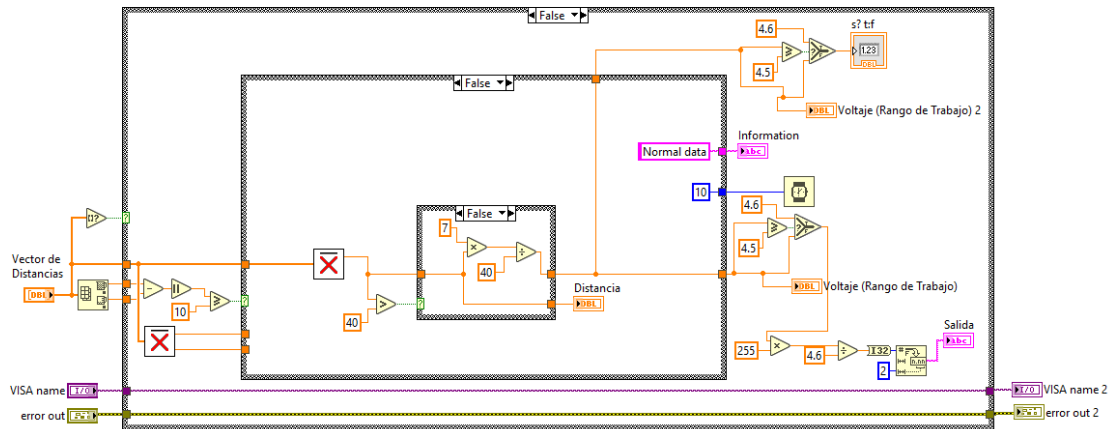 False
4.6
s? t:f
1.23
DBL
4.5
DBL
Voltaje (Rango de Trabajo) 2
False
Information
Normal data
abc
10
False
4.6
7
4.5
Vector de
Distancias
DBL
40
Distancia
DBL
DBL
Voltaje (Rango de Trabajo)
10
40
Salida
abc
255
4.6
I32
2
VISA name
I/O
I/O
VISA name 2
error out
error out 2